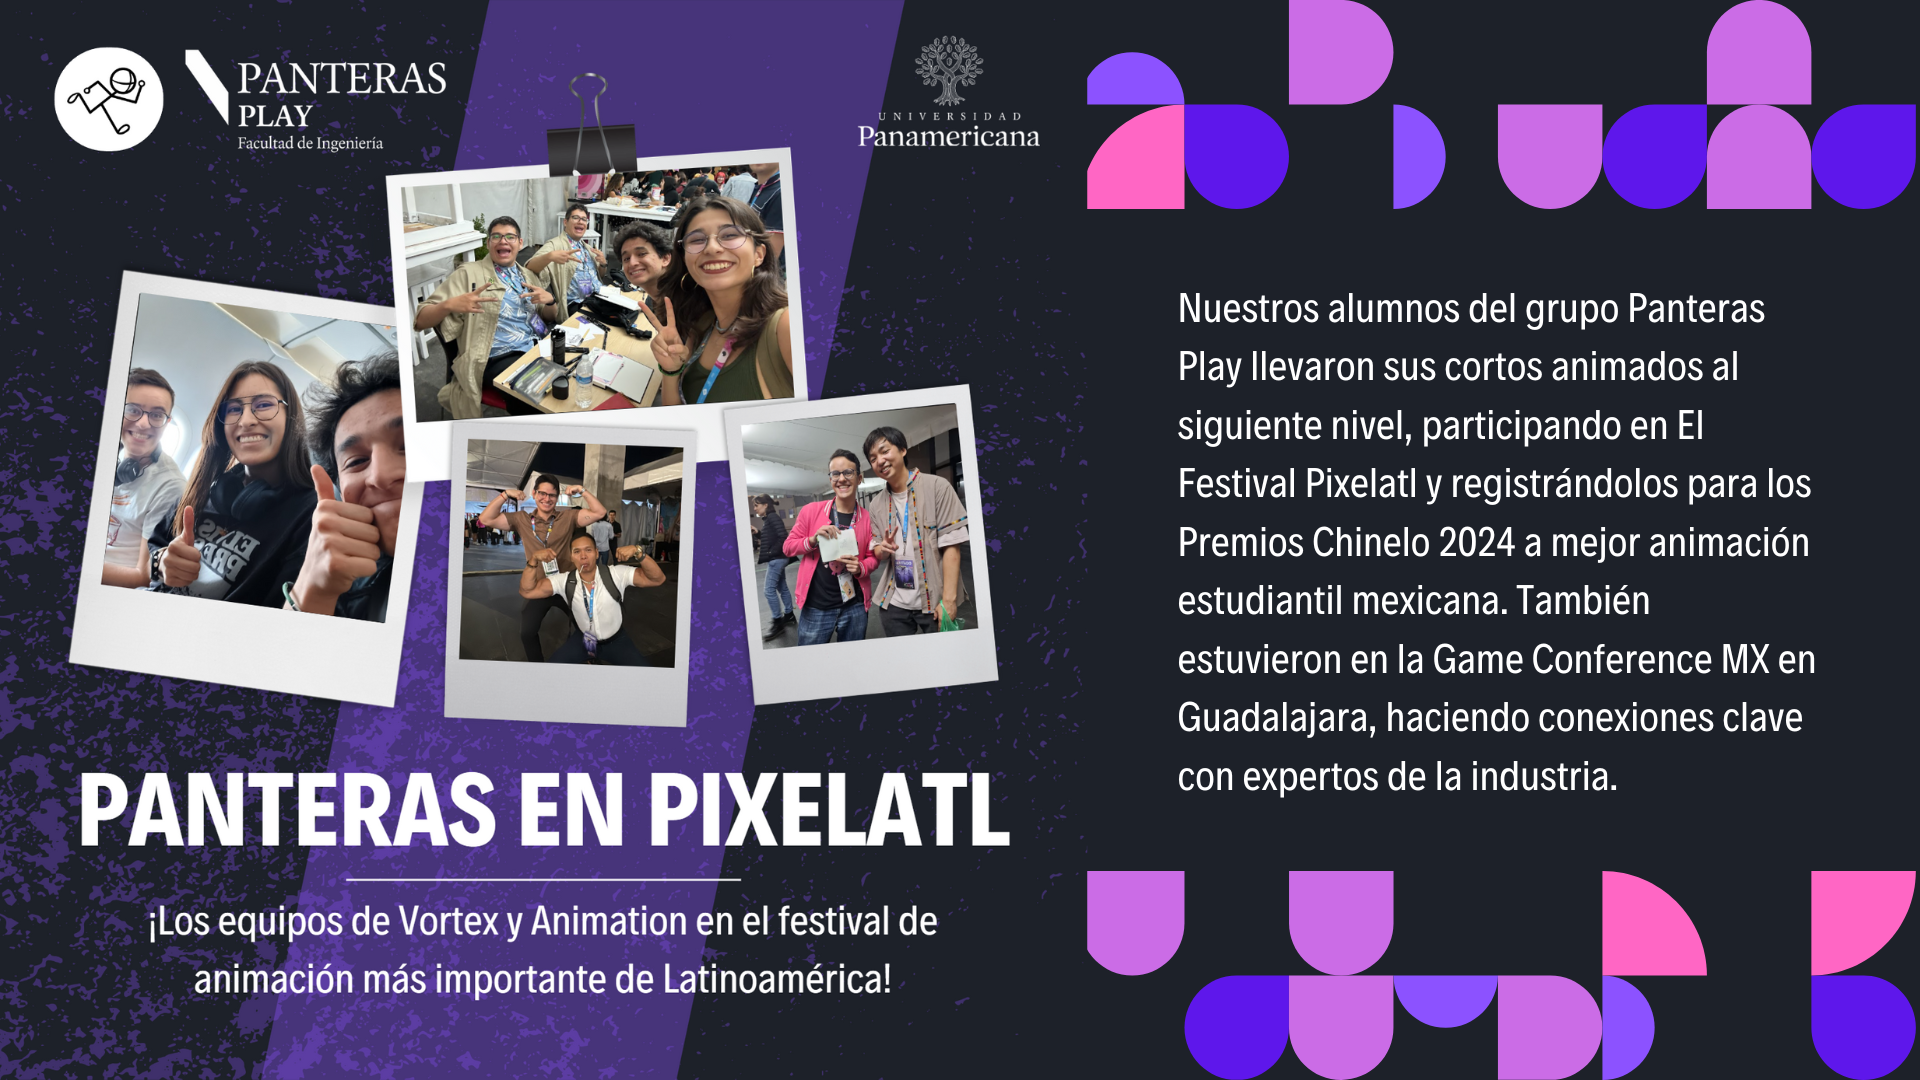 PANTERAS
PLAY
Facultad de Ingeniería
UNIVERSIDAD
Panamericana
PANTERAS EN PIXELATL
¡Los equipos de Vortex y Animation en el festival de
animación más importante de Latinoamérica!
Nuestros alumnos del grupo Panteras
Play llevaron sus cortos animados al
siguiente nivel, participando en El
Festival Pixelatl y registrándolos para los
Premios Chinelo 2024 a mejor animación
estudiantil mexicana. También
estuvieron en la Game Conference MX en
Guadalajara, haciendo conexiones clave
con expertos de la industria.